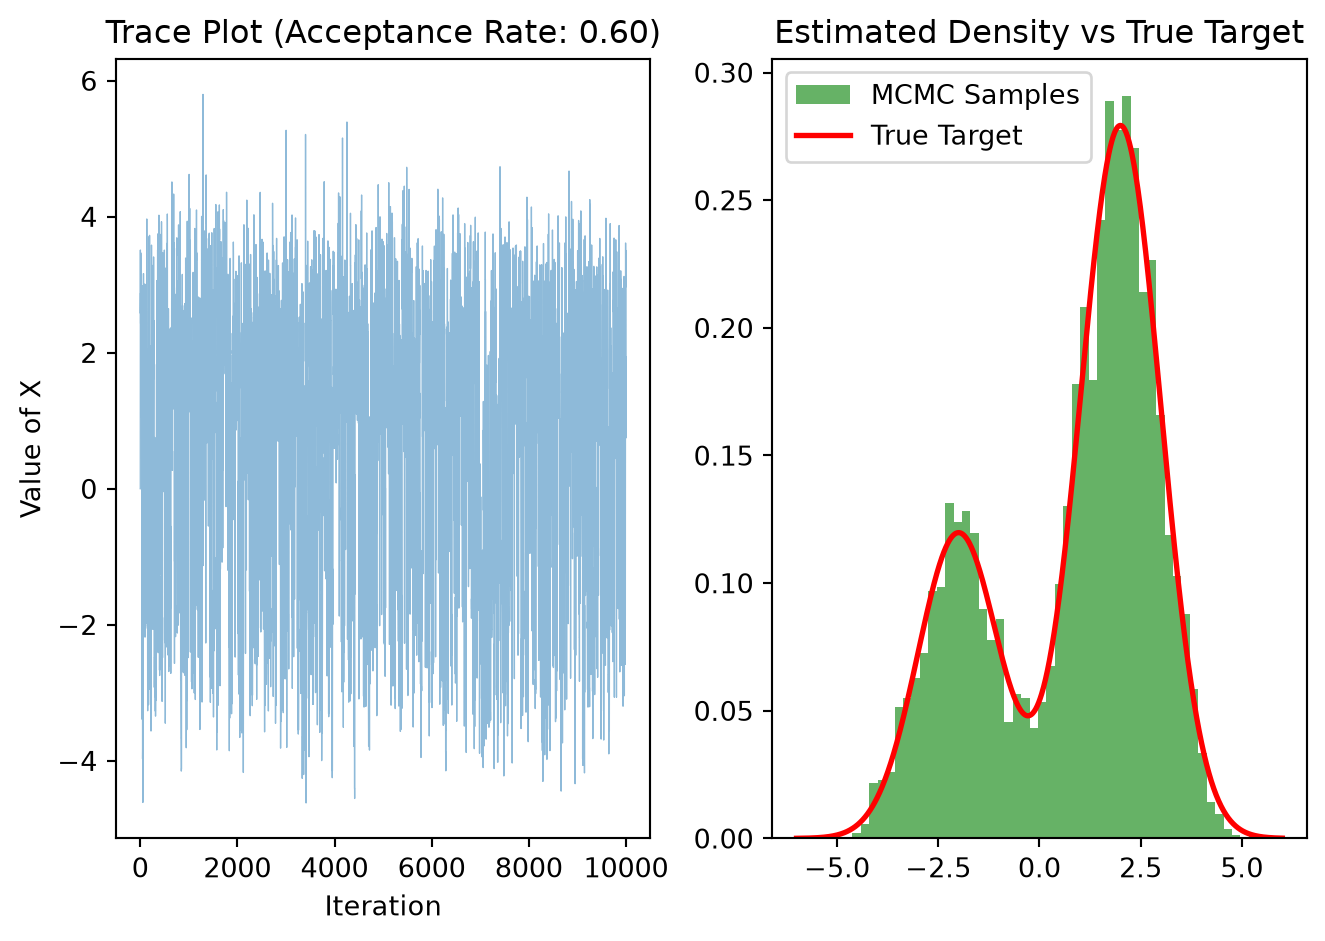 Trace Plot (Acceptance Rate: 0.60)
6
4
2
0
−2
−4
Value of X
0 2000 4000 6000 8000 10000
Iteration
Estimated Density vs True Target
MCMC Samples
True Target
0.30
0.25
0.20
0.15
0.10
0.05
0.00
−5.0 −2.5 0.0 2.5 5.0